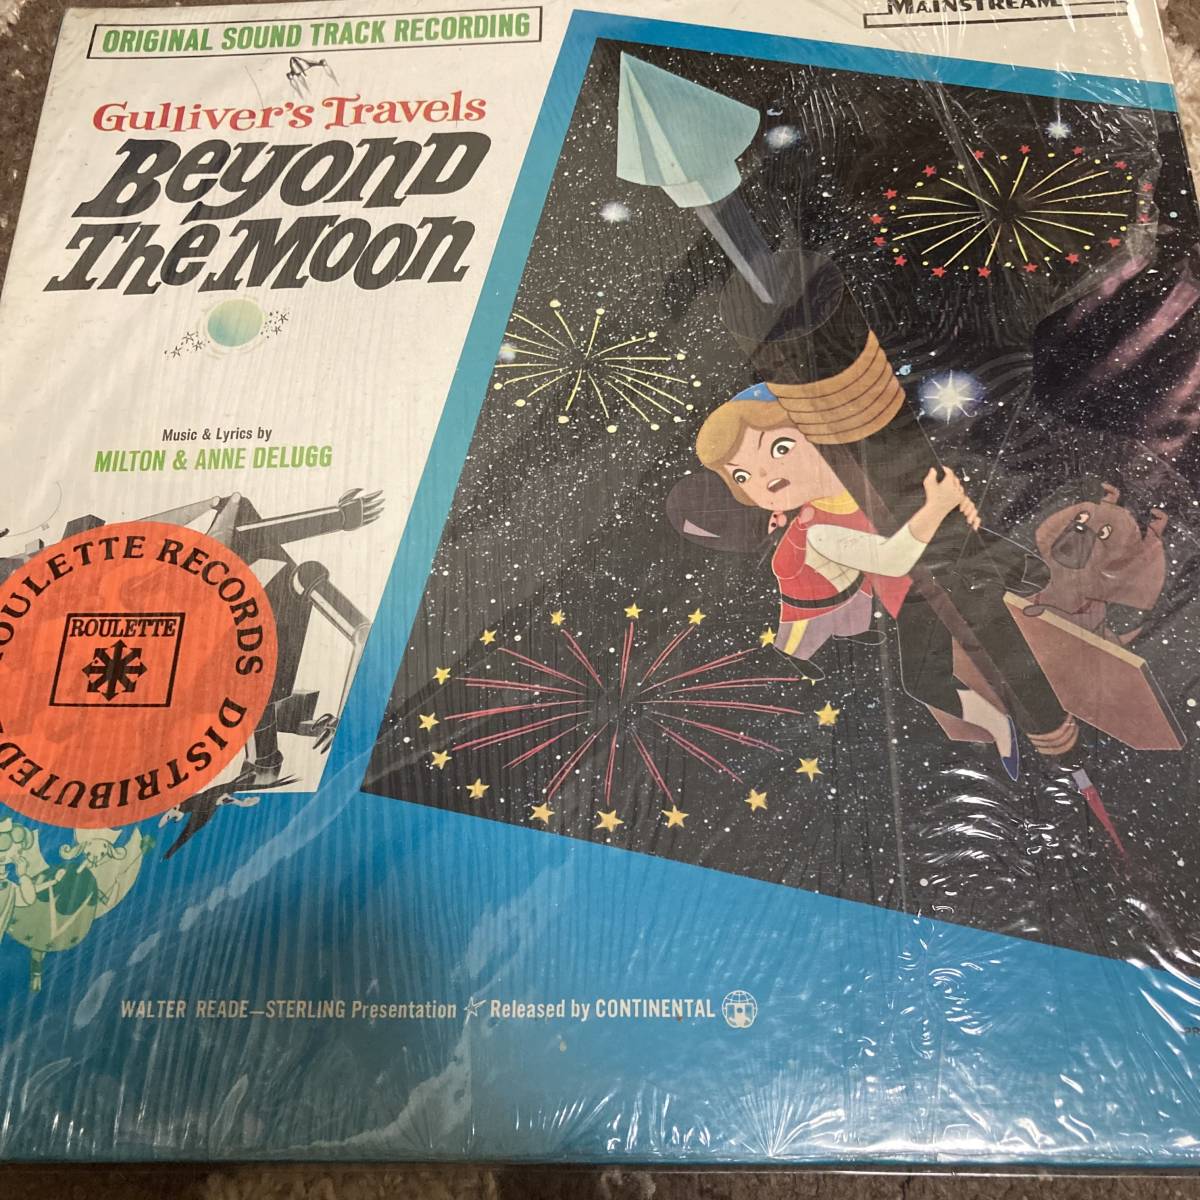 ORIGINAL SOUND TRACK RECORDING
MAINSTREAM
Gulliver's Travels
Beyond
The Moon
Music & Lyrics by
MILTON & ANNE DELUGG
ROULETTE RECORDS
ROULETTE
DISTRIBUTED
WALTER READE—STERLING Presentation ☆ Released by CONTINENTAL